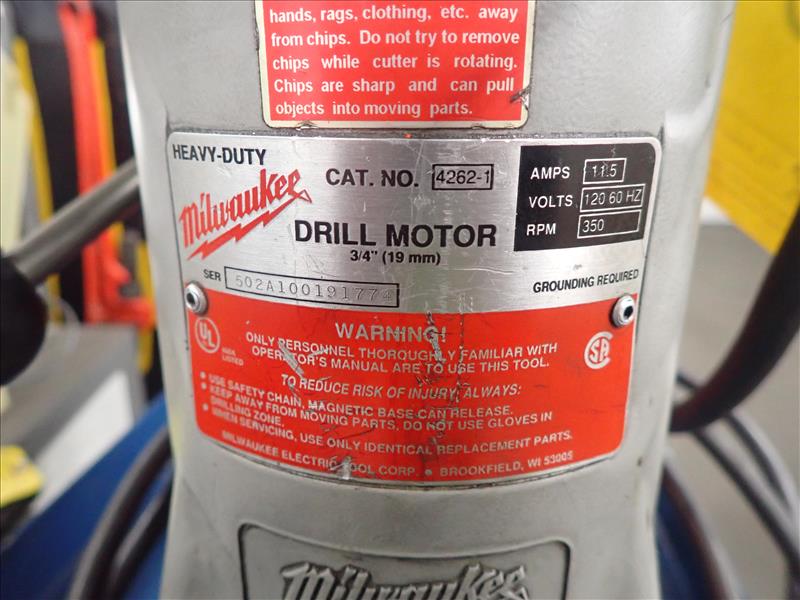 hands, rags, clothing, etc. away
from chips. Do not try to remove
chips while cutter is rotating.
Chips are sharp and can pull
objects into moving parts.
HEAVY-DUTY
Milwaukee
CAT. NO. 4262-1
DRILL MOTOR
3/4" (19 mm)
SER 502A100191774
AMPS 11.5
VOLTS 120 60 HZ
RPM 350
GROUNDING REQUIRED
UL
LISTED
WARNING!
ONLY PERSONNEL THOROUGHLY FAMILIAR WITH
OPERATOR'S MANUAL ARE TO USE THIS TOOL.
TO REDUCE RISK OF INJURY, ALWAYS:
• USE SAFETY CHAIN, MAGNETIC BASE CAN RELEASE.
• KEEP AWAY FROM MOVING PARTS, DO NOT USE GLOVES IN
DRILLING ZONE.
• WHEN SERVICING, USE ONLY IDENTICAL REPLACEMENT PARTS.
MILWAUKEE ELECTRIC TOOL CORP. • BROOKFIELD, WI 53005
SA
Milwaukee